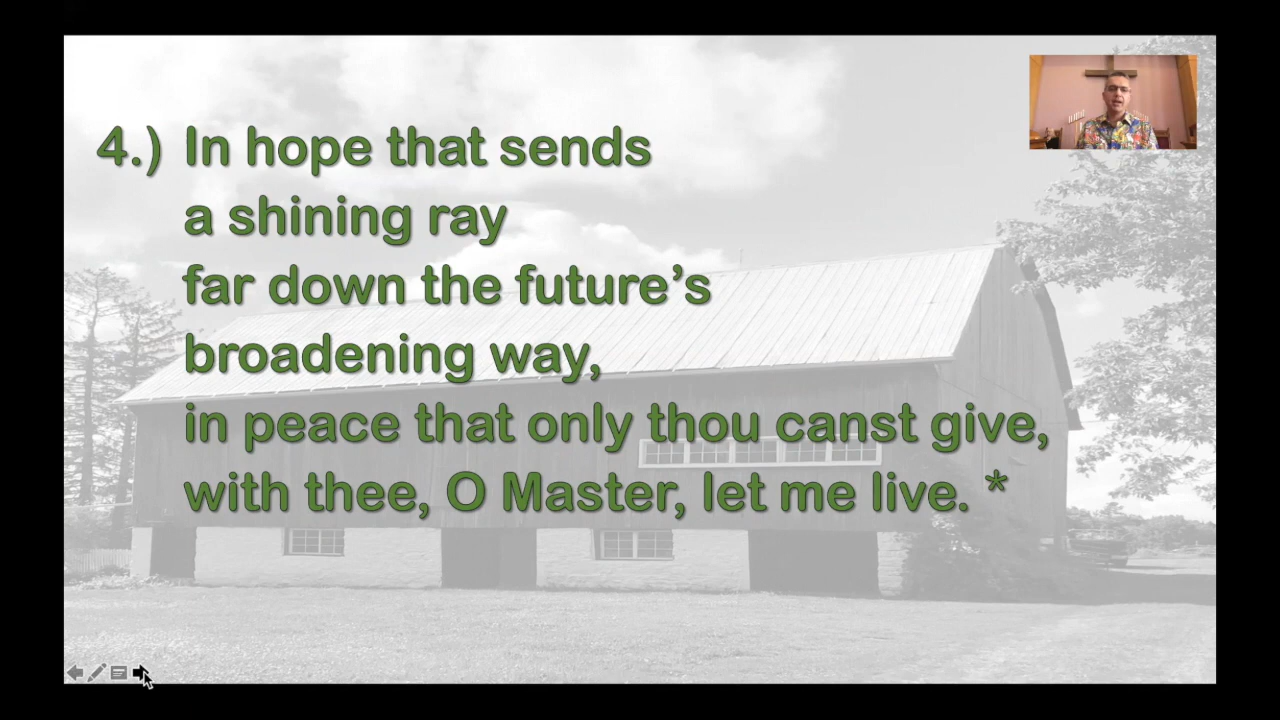 4.) In hope that sends
a shining ray
far down the future’s
broadening way,
in peace that only thou canst give,
with thee, O Master, let me live. *